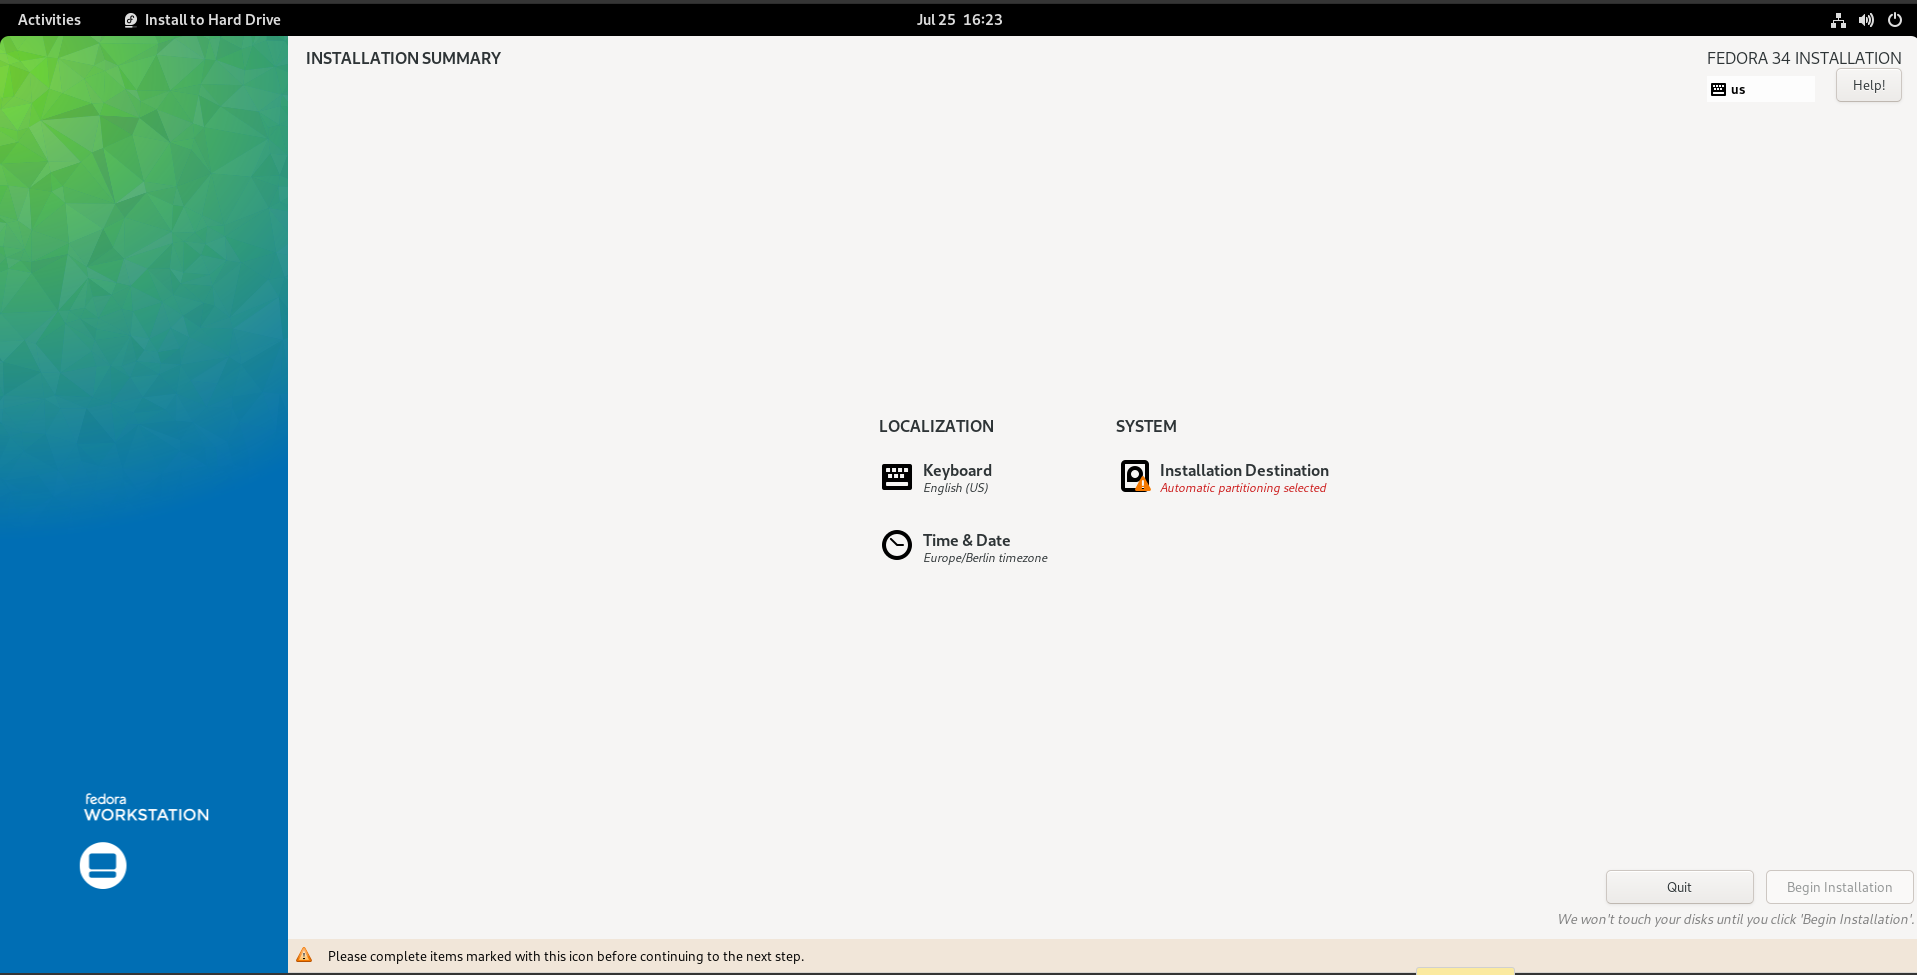 Activities
Install to Hard Drive
Jul 25 16:23
INSTALLATION SUMMARY
FEDORA 34 INSTALLATION
us
Help!
LOCALIZATION
Keyboard
English (US)
Time & Date
Europe/Berlin timezone
SYSTEM
Installation Destination
Automatic partitioning selected
fedora
WORKSTATION
Quit
Begin Installation
We won't touch your disks until you click 'Begin Installation'.
Please complete items marked with this icon before continuing to the next step.